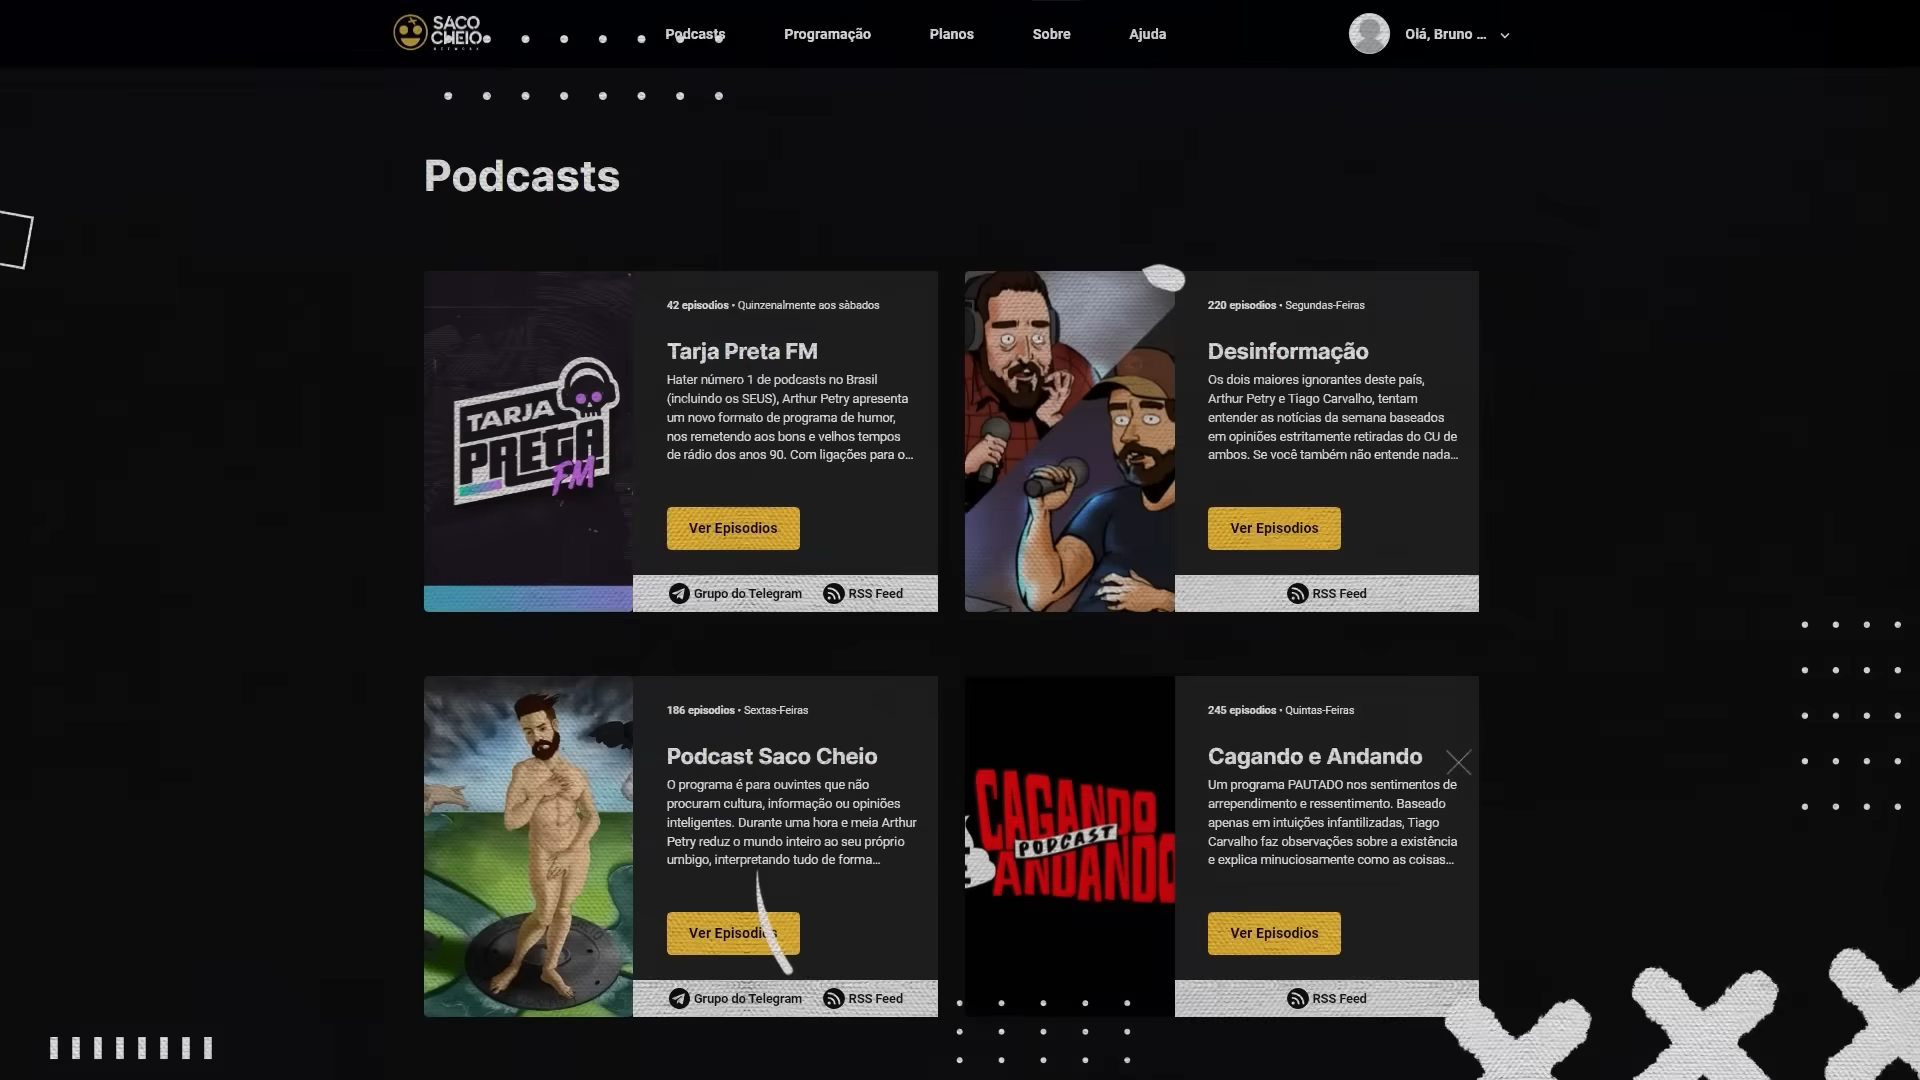 SACO
CHEIO
NETWORK
Podcasts
Programação
Planos
Sobre
Ajuda
Olá, Bruno ...
Podcasts
TARJA
PRETA
FM
42 episodios • Quinzenalmente aos sàbados
Tarja Preta FM
Hater número 1 de podcasts no Brasil
(incluindo os SEUS), Arthur Petry apresenta
um novo formato de programa de humor,
nos remetendo aos bons e velhos tempos
de rádio dos anos 90. Com ligações para o...
Ver Episodios
Grupo do Telegram
RSS Feed
220 episodios • Segundas-Feiras
Desinformação
Os dois maiores ignorantes deste país,
Arthur Petry e Tiago Carvalho, tentam
entender as notícias da semana baseados
em opiniões estritamente retiradas do CU de
ambos. Se você também não entende nada...
Ver Episodios
RSS Feed
186 episodios • Sextas-Feiras
Podcast Saco Cheio
O programa é para ouvintes que não
procuram cultura, informação ou opiniões
inteligentes. Durante uma hora e meia Arthur
Petry reduz o mundo inteiro ao seu próprio
umbigo, interpretando tudo de forma...
Ver Episodios
Grupo do Telegram
RSS Feed
CAGANDO
PODCAST
ANDANDO
245 episodios • Quintas-Feiras
Cagando e Andando
Um programa PAUTADO nos sentimentos de
arrependimento e ressentimento. Baseado
apenas em intuições infantilizadas, Tiago
Carvalho faz observações sobre a existência
e explica minuciosamente como as coisas...
Ver Episodios
RSS Feed